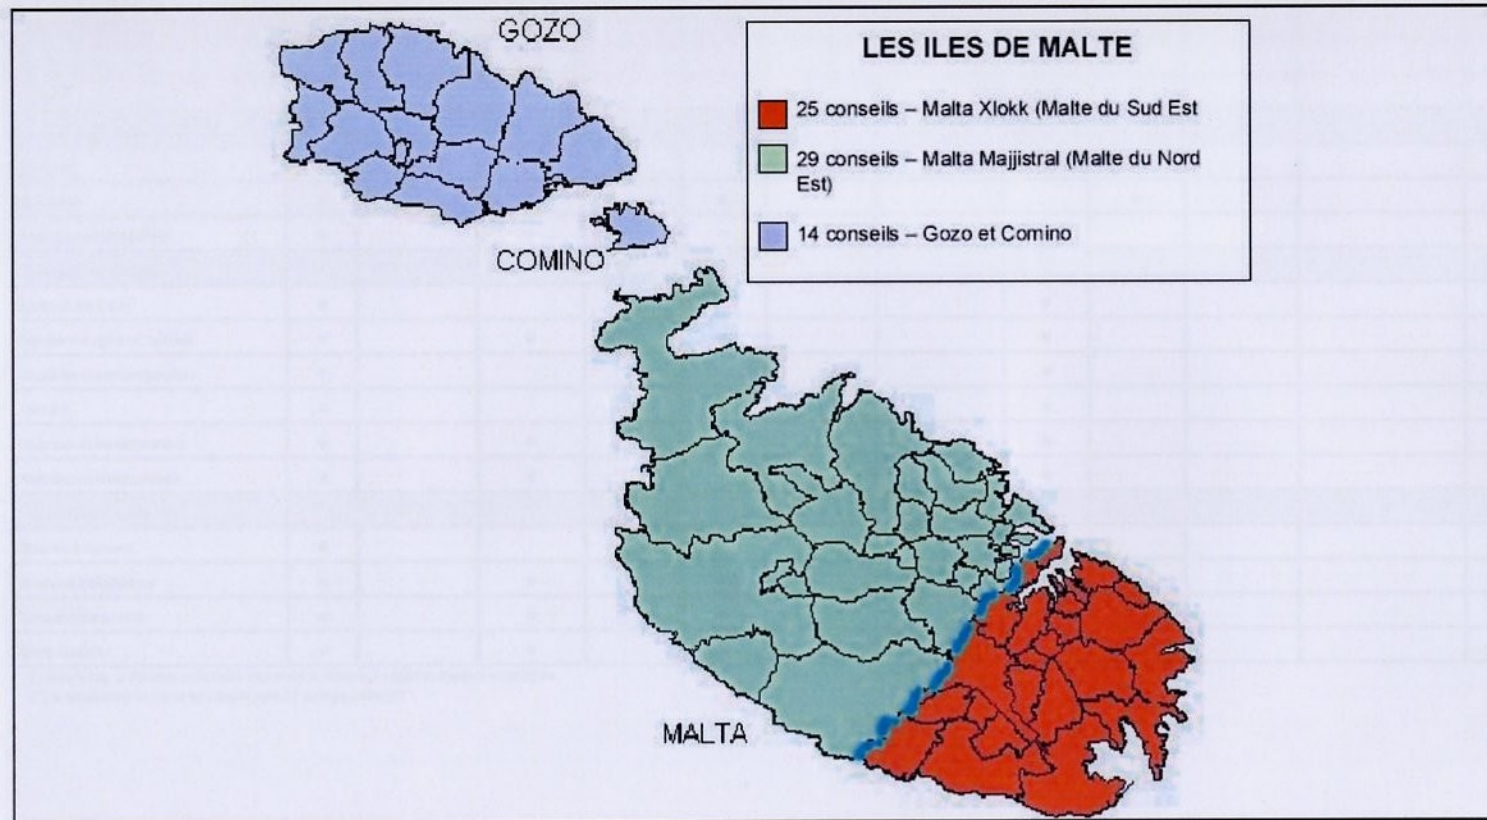 GOZO
LES ILES DE MALTE
25 conseils – Malta Xlokk (Malte du Sud Est
29 conseils – Malta Majjistral (Malte du Nord
Est)
14 conseils – Gozo et Comino
COMINO
MALTA